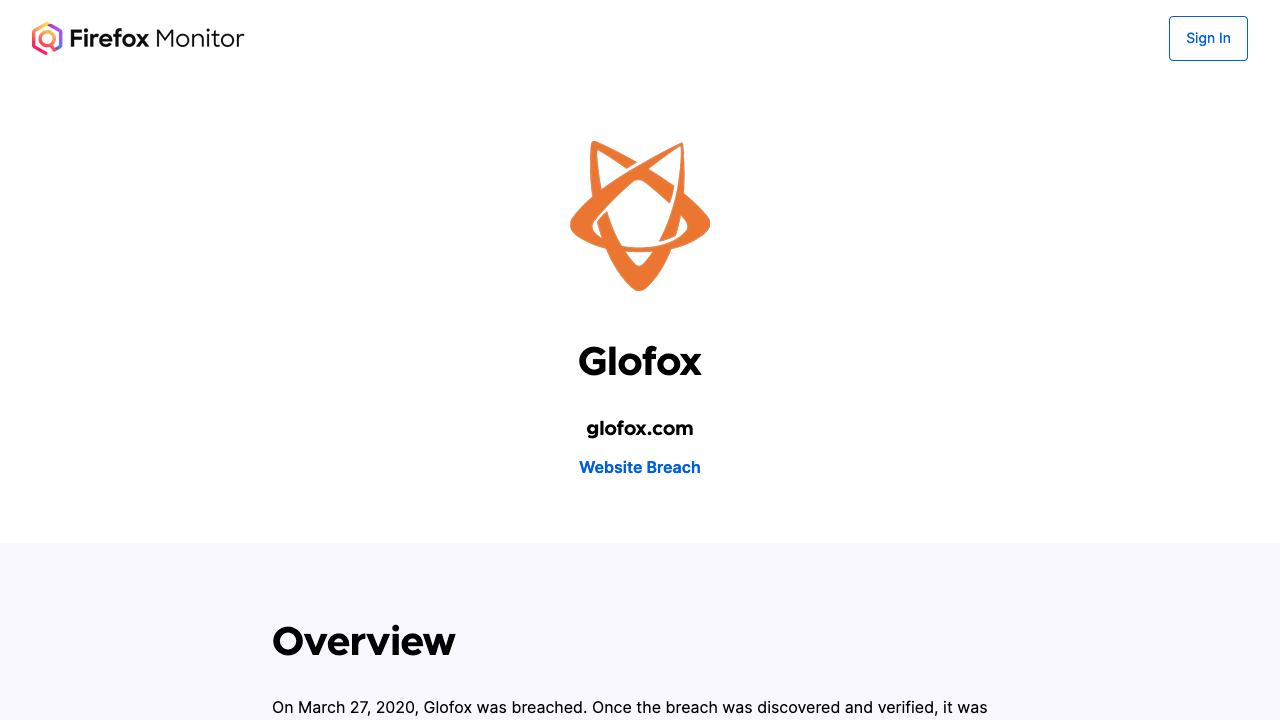 Firefox Monitor
Sign In
Glofox
glofox.com
Website Breach
Overview
On March 27, 2020, Glofox was breached. Once the breach was discovered and verified, it was